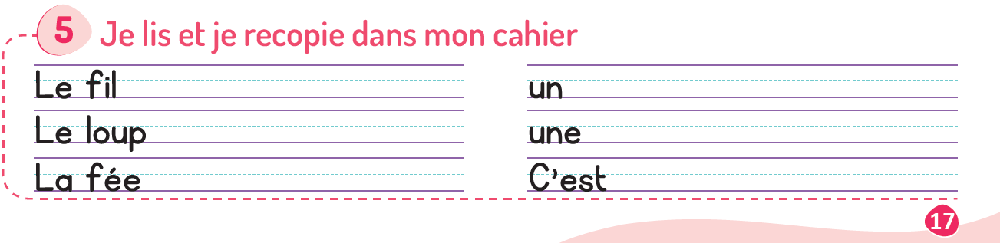 5 Je lis et je recopie dans mon cahier
Le fil
Le loup
La fée
un
une
C'est
17